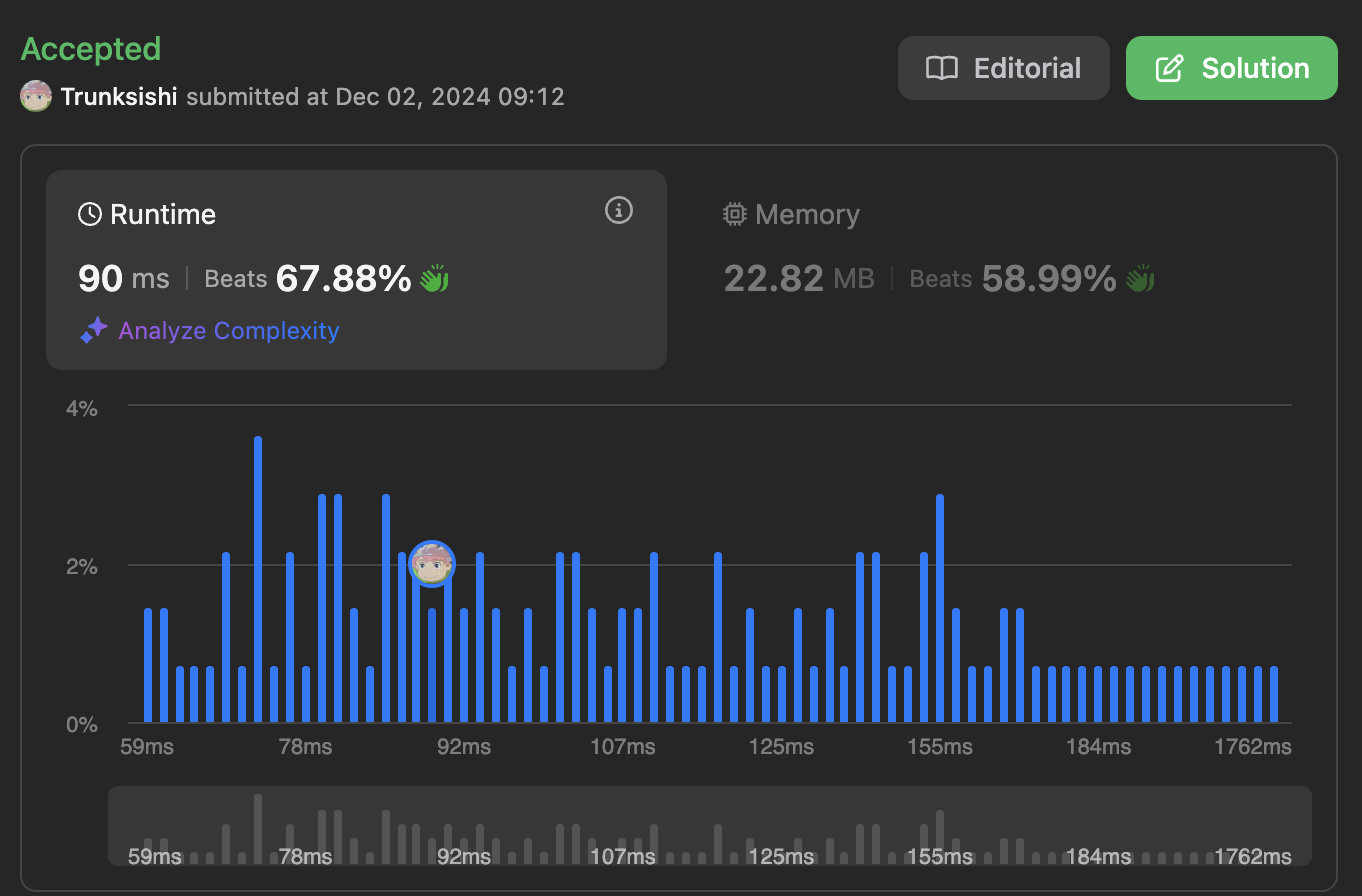 Accepted
Editorial
Solution
Trunksishi submitted at Dec 02, 2024 09:12
Runtime
Memory
90 ms | Beats 67.88%
22.82 MB | Beats 58.99%
Analyze Complexity
4%
2%
0%
59ms 78ms 92ms 107ms 125ms 155ms 184ms 1762ms
59ms 78ms 92ms 107ms 125ms 155ms 184ms 1762ms